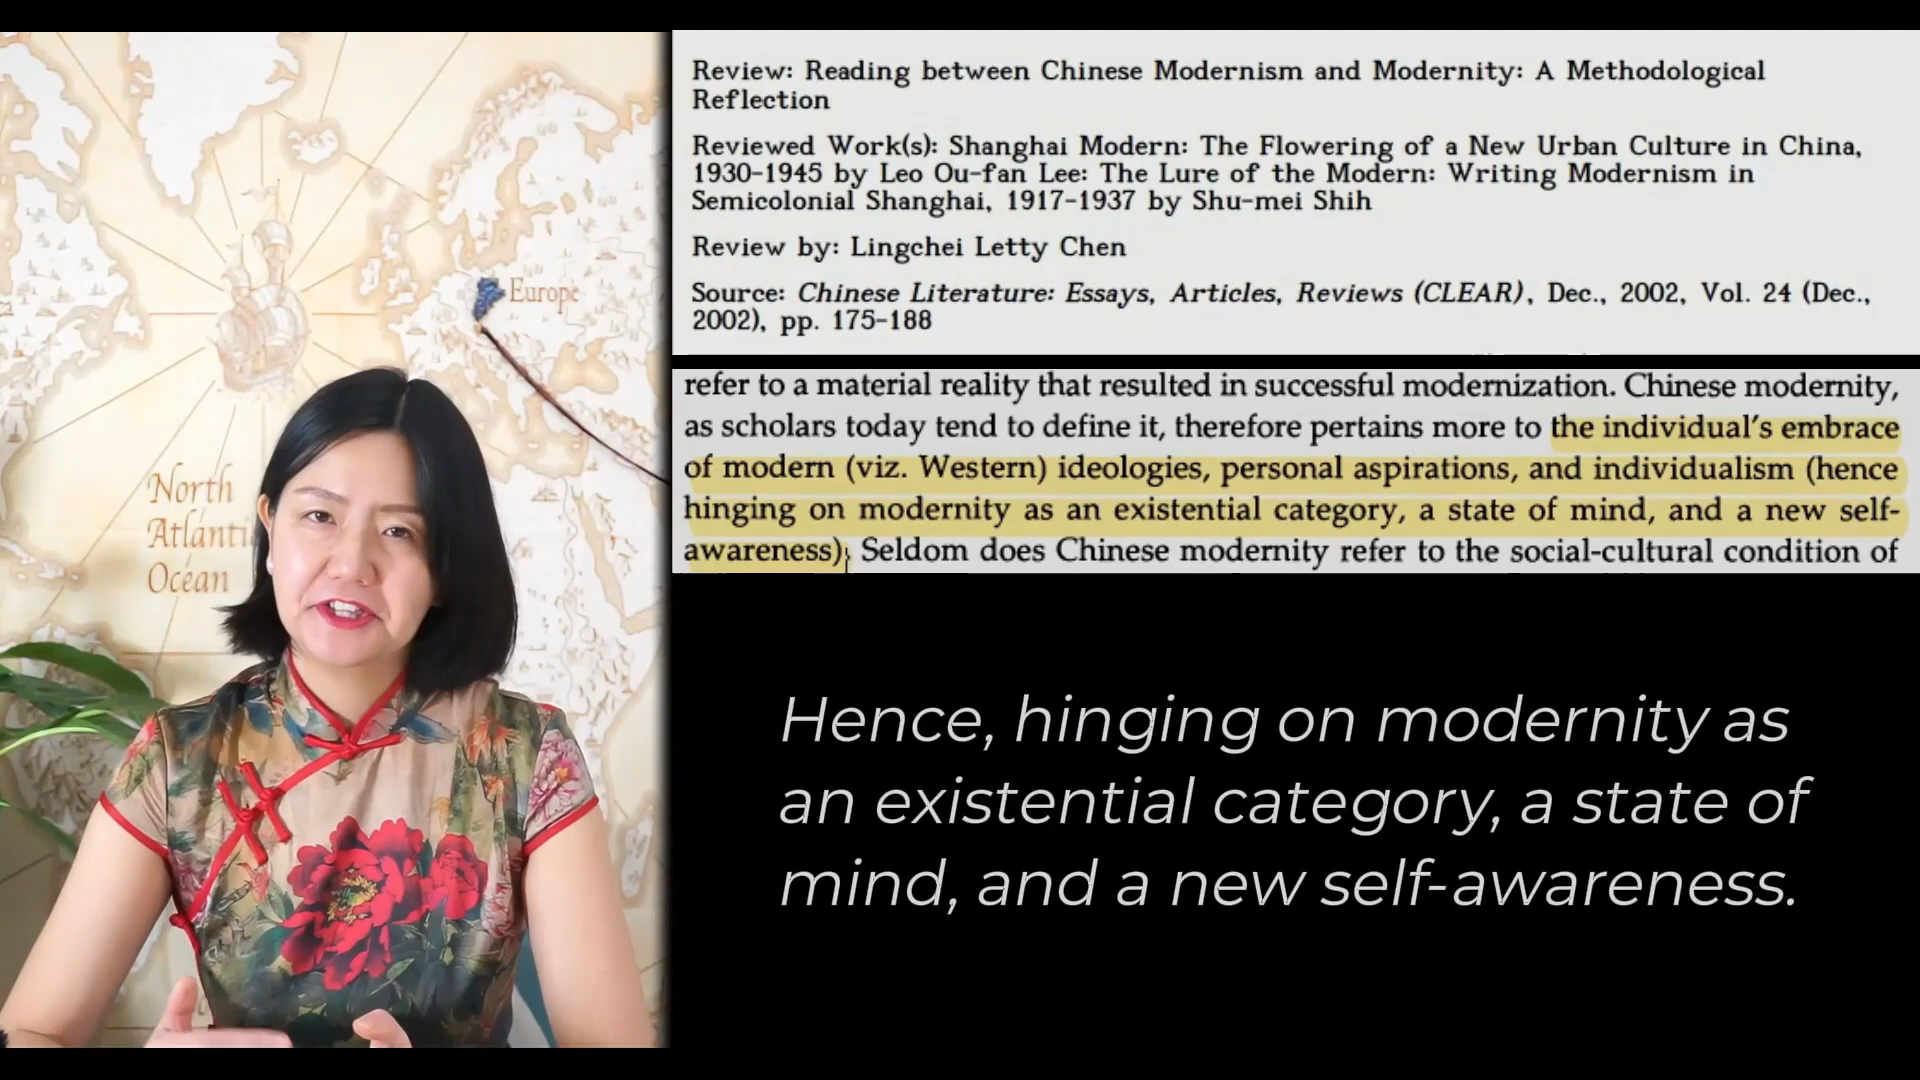 Review: Reading between Chinese Modernism and Modernity: A Methodological
Reflection
Reviewed Work(s): Shanghai Modern: The Flowering of a New Urban Culture in China,
1930-1945 by Leo Ou-fan Lee: The Lure of the Modern: Writing Modernism in
Semicolonial Shanghai, 1917-1937 by Shu-mei Shih
Review by: Lingchei Letty Chen
Source: Chinese Literature: Essays, Articles, Reviews (CLEAR), Dec., 2002, Vol. 24 (Dec.,
2002), pp. 175-188
refer to a material reality that resulted in successful modernization. Chinese modernity,
as scholars today tend to define it, therefore pertains more to the individual's embrace
of modern (viz. Western) ideologies, personal aspirations, and individualism (hence
hinging on modernity as an existential category, a state of mind, and a new self-
awareness). Seldom does Chinese modernity refer to the social-cultural condition of
Hence, hinging on modernity as
an existential category, a state of
mind, and a new self-awareness.
Europe
North
Atlanti
Ocean